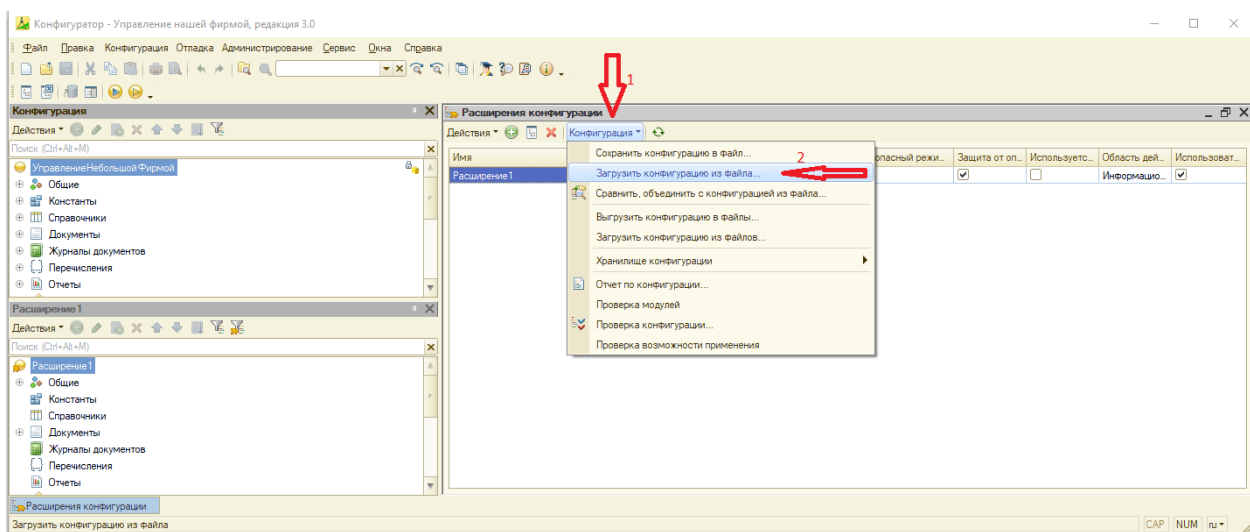 Конфигуратор - Управление нашей фирмой, редакция 3.0
Файл Правка Конфигурация Отладка Администрирование Сервис Окна Справка
1
Конфигурация
Действия
Поиск (Ctrl+Alt+M)
УправлениеНебольшойФирмой
Общие
Константы
Справочники
Документы
Журналы документов
Перечисления
Отчеты
Расширение1
Действия
Поиск (Ctrl+Alt+M)
Расширение1
Общие
Константы
Справочники
Документы
Журналы документов
Перечисления
Отчеты
Расширения конфигурации
Действия Конфигурация
Имя опасный режи... Защита от оп... Используетс... Область дей... Использоват...
Расширение1 Информацио...
Сохранить конфигурацию в файл...
2
Загрузить конфигурацию из файла...
Сравнить, объединить с конфигурацией из файла...
Выгрузить конфигурацию в файлы...
Загрузить конфигурацию из файлов...
Хранилище конфигурации
Отчет по конфигурации...
Проверка модулей
Проверка конфигурации...
Проверка возможности применения
Расширения конфигурации
Загрузить конфигурацию из файла CAP NUM ru